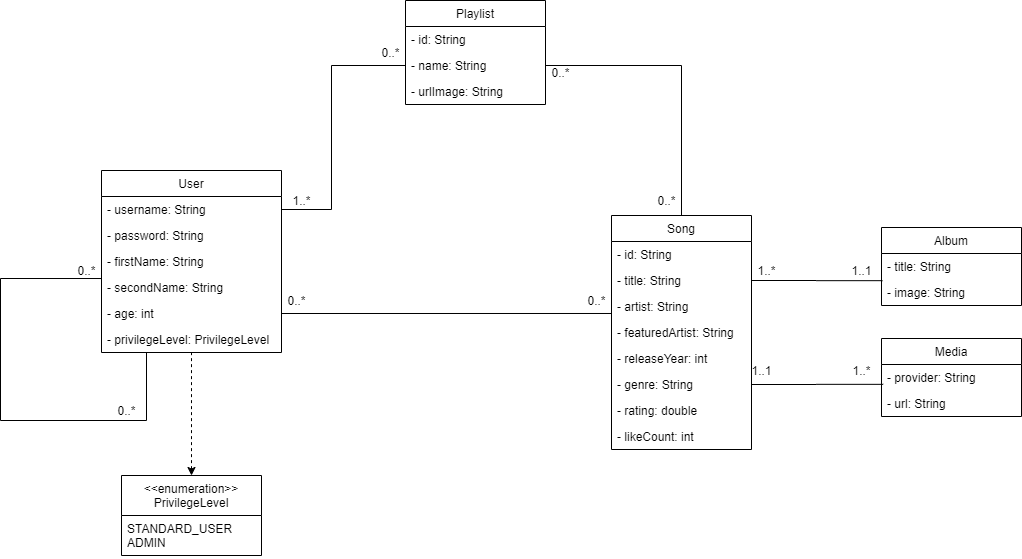 Playlist
- id: String
- name: String
- urlImage: String
0..*
0..*
1..*
0..*
User
- username: String
- password: String
- firstName: String
- secondName: String
- age: int
- privilegeLevel: PrivilegeLevel
0..*
0..*
0..*
0..*
Song
- id: String
- title: String
- artist: String
- featuredArtist: String
- releaseYear: int
- genre: String
- rating: double
- likeCount: int
1..*
1..1
Album
- title: String
- image: String
1..1
1..*
Media
- provider: String
- url: String
<<enumeration>>
PrivilegeLevel
STANDARD_USER
ADMIN